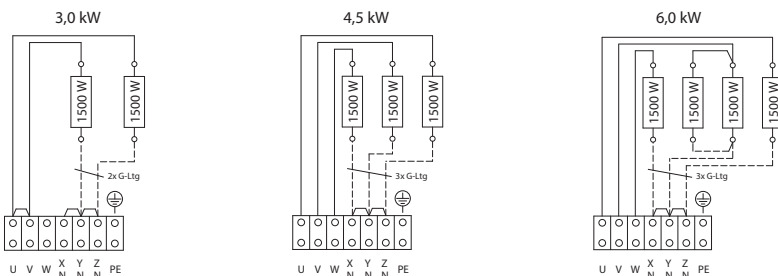 3,0 kW
4,5 kW
6,0 kW
1500 W
1500 W
1500 W
1500 W
1500 W
1500 W
1500 W
1500 W
1500 W
2x G-Ltg
3x G-Ltg
3x G-Ltg
U V W X Y Z PE
N N N
U V W X Y Z PE
N N N
U V W X Y Z PE
N N N